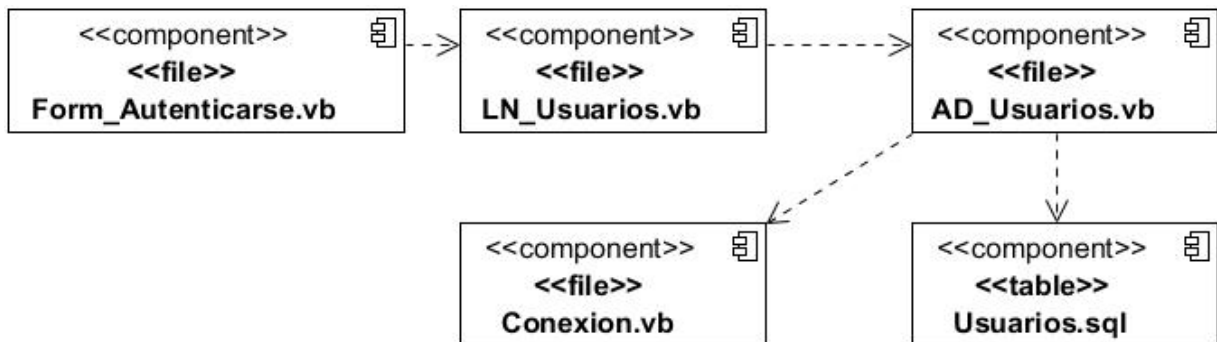 <<component>>
<<file>>
Form_Autenticarse.vb
<<component>>
<<file>>
LN_Usuarios.vb
<<component>>
<<file>>
AD_Usuarios.vb
<<component>>
<<file>>
Conexion.vb
<<component>>
<<table>>
Usuarios.sql